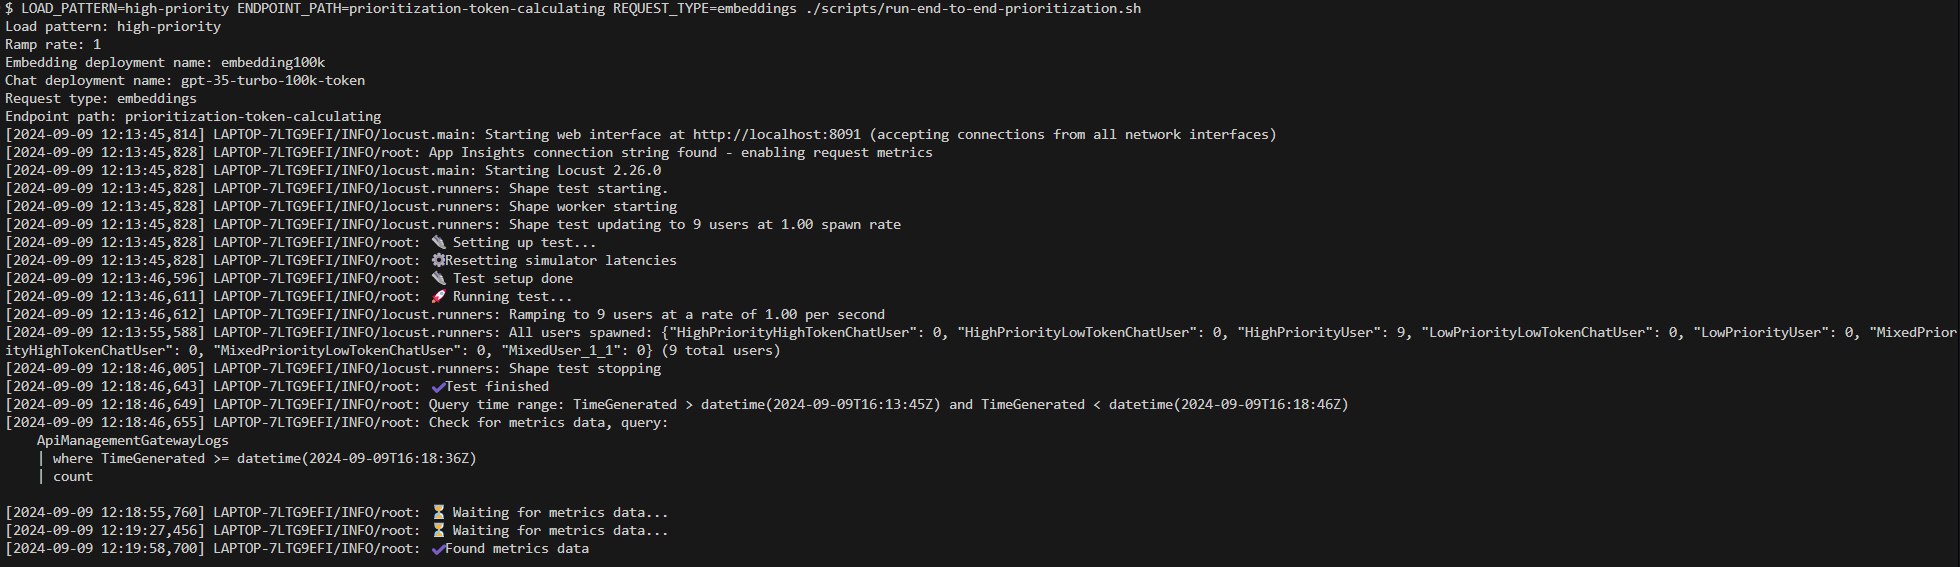 $ LOAD_PATTERN=high-priority ENDPOINT_PATH=prioritization-token-calculating REQUEST_TYPE=embeddings ./scripts/run-end-to-end-prioritization.sh
Load pattern: high-priority
Ramp rate: 1
Embedding deployment name: embedding100k
Chat deployment name: gpt-35-turbo-100k-token
Request type: embeddings
Endpoint path: prioritization-token-calculating
[2024-09-09 12:13:45,814] LAPTOP-7LTG9EFI/INFO/locust.main: Starting web interface at http://localhost:8091 (accepting connections from all network interfaces)
[2024-09-09 12:13:45,828] LAPTOP-7LTG9EFI/INFO/root: App Insights connection string found - enabling request metrics
[2024-09-09 12:13:45,828] LAPTOP-7LTG9EFI/INFO/locust.main: Starting Locust 2.26.0
[2024-09-09 12:13:45,828] LAPTOP-7LTG9EFI/INFO/locust.runners: Shape test starting.
[2024-09-09 12:13:45,828] LAPTOP-7LTG9EFI/INFO/locust.runners: Shape worker starting
[2024-09-09 12:13:45,828] LAPTOP-7LTG9EFI/INFO/locust.runners: Shape test updating to 9 users at 1.00 spawn rate
[2024-09-09 12:13:45,828] LAPTOP-7LTG9EFI/INFO/root: Setting up test...
[2024-09-09 12:13:45,828] LAPTOP-7LTG9EFI/INFO/root: ⚙Resetting simulator latencies
[2024-09-09 12:13:46,596] LAPTOP-7LTG9EFI/INFO/root: Test setup done
[2024-09-09 12:13:46,611] LAPTOP-7LTG9EFI/INFO/root: 🚀 Running test...
[2024-09-09 12:13:46,612] LAPTOP-7LTG9EFI/INFO/locust.runners: Ramping to 9 users at a rate of 1.00 per second
[2024-09-09 12:13:55,588] LAPTOP-7LTG9EFI/INFO/locust.runners: All users spawned: {"HighPriorityHighTokenChatUser": 0, "HighPriorityLowTokenChatUser": 0, "HighPriorityUser": 9, "LowPriorityLowTokenChatUser": 0, "LowPriorityUser": 0, "MixedPrior
ityHighTokenChatUser": 0, "MixedPriorityLowTokenChatUser": 0, "MixedUser_1_1": 0} (9 total users)
[2024-09-09 12:18:46,005] LAPTOP-7LTG9EFI/INFO/locust.runners: Shape test stopping
[2024-09-09 12:18:46,643] LAPTOP-7LTG9EFI/INFO/root: ✔Test finished
[2024-09-09 12:18:46,649] LAPTOP-7LTG9EFI/INFO/root: Query time range: TimeGenerated > datetime(2024-09-09T16:13:45Z) and TimeGenerated < datetime(2024-09-09T16:18:46Z)
[2024-09-09 12:18:46,655] LAPTOP-7LTG9EFI/INFO/root: Check for metrics data, query:
ApiManagementGatewayLogs
| where TimeGenerated >= datetime(2024-09-09T16:18:36Z)
| count
[2024-09-09 12:18:55,760] LAPTOP-7LTG9EFI/INFO/root: ⏳ Waiting for metrics data...
[2024-09-09 12:19:27,456] LAPTOP-7LTG9EFI/INFO/root: ⏳ Waiting for metrics data...
[2024-09-09 12:19:58,700] LAPTOP-7LTG9EFI/INFO/root: ✔Found metrics data